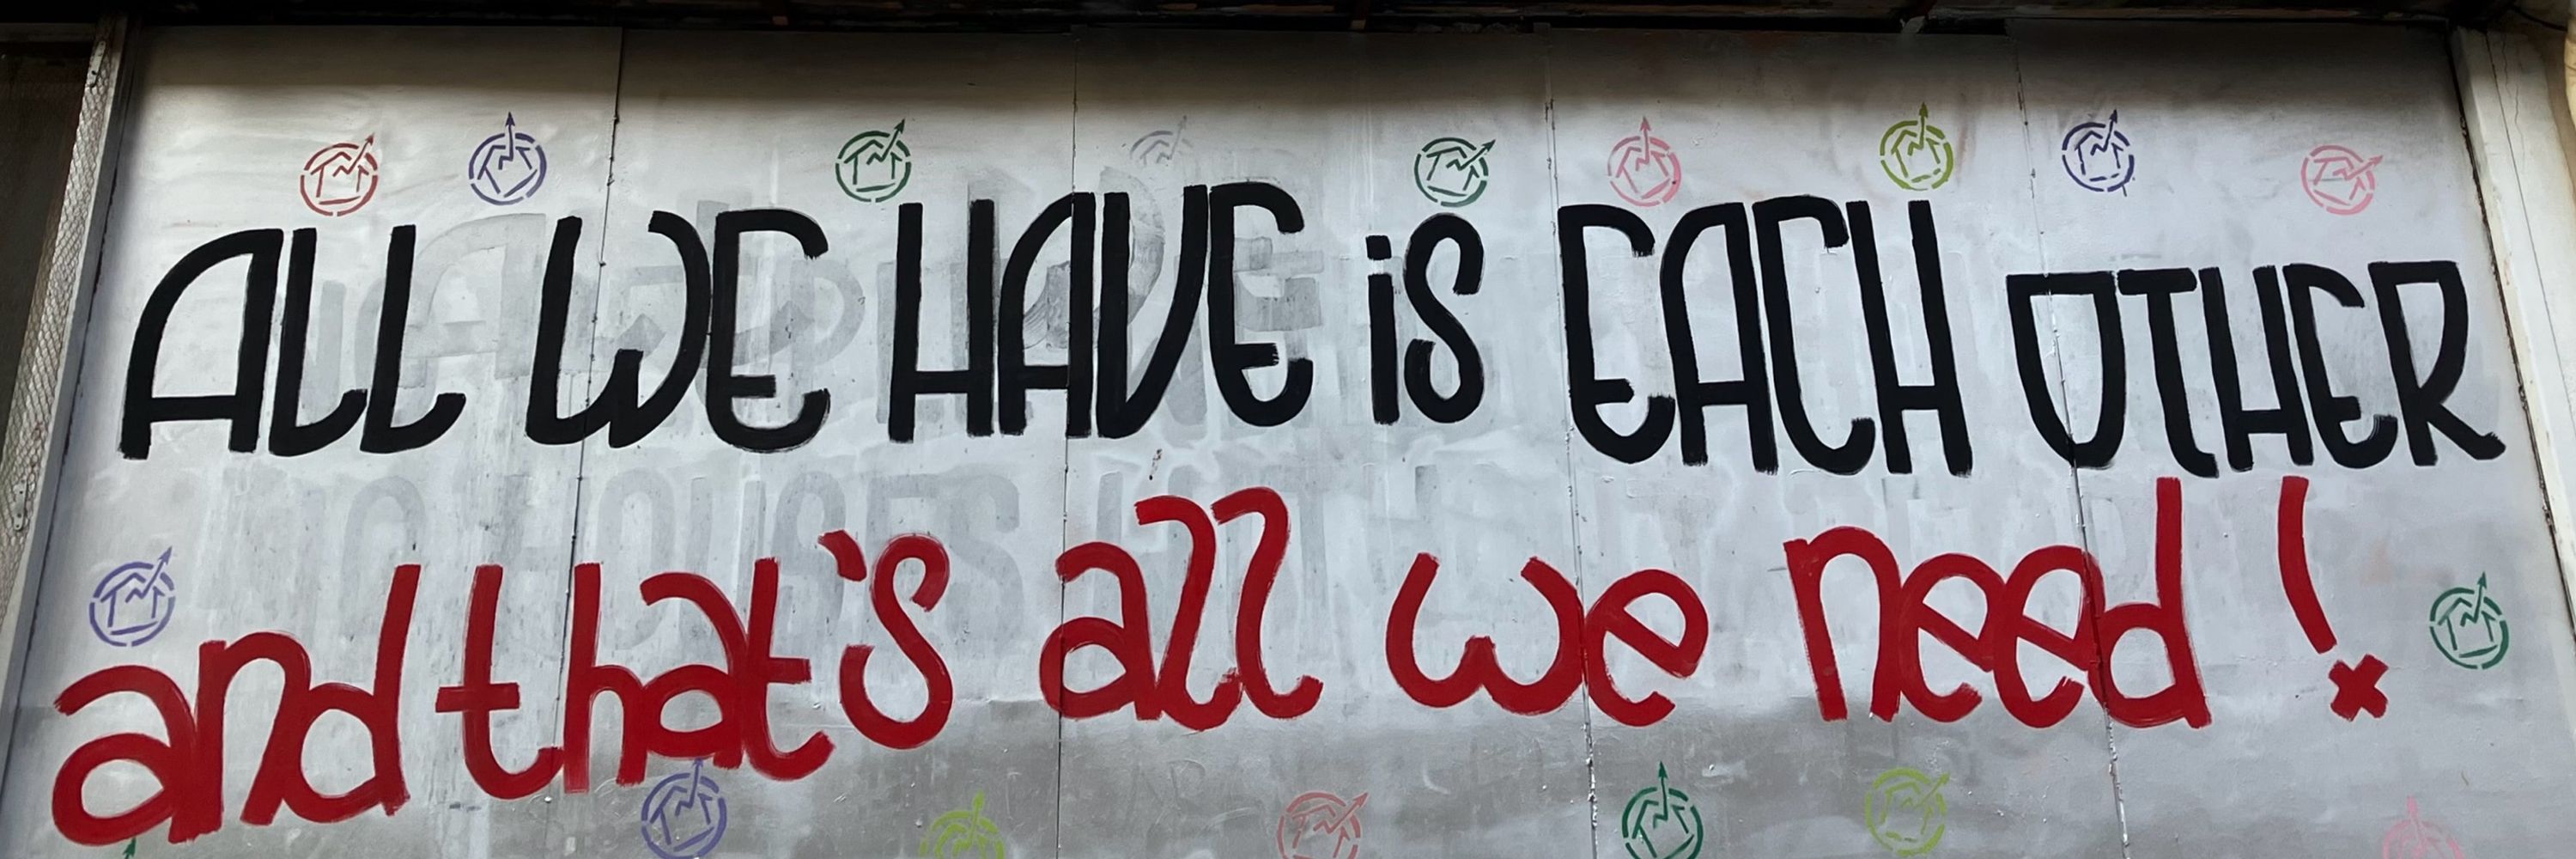 ALL WE HAVE iS EACH OTHER
and that's all we need!